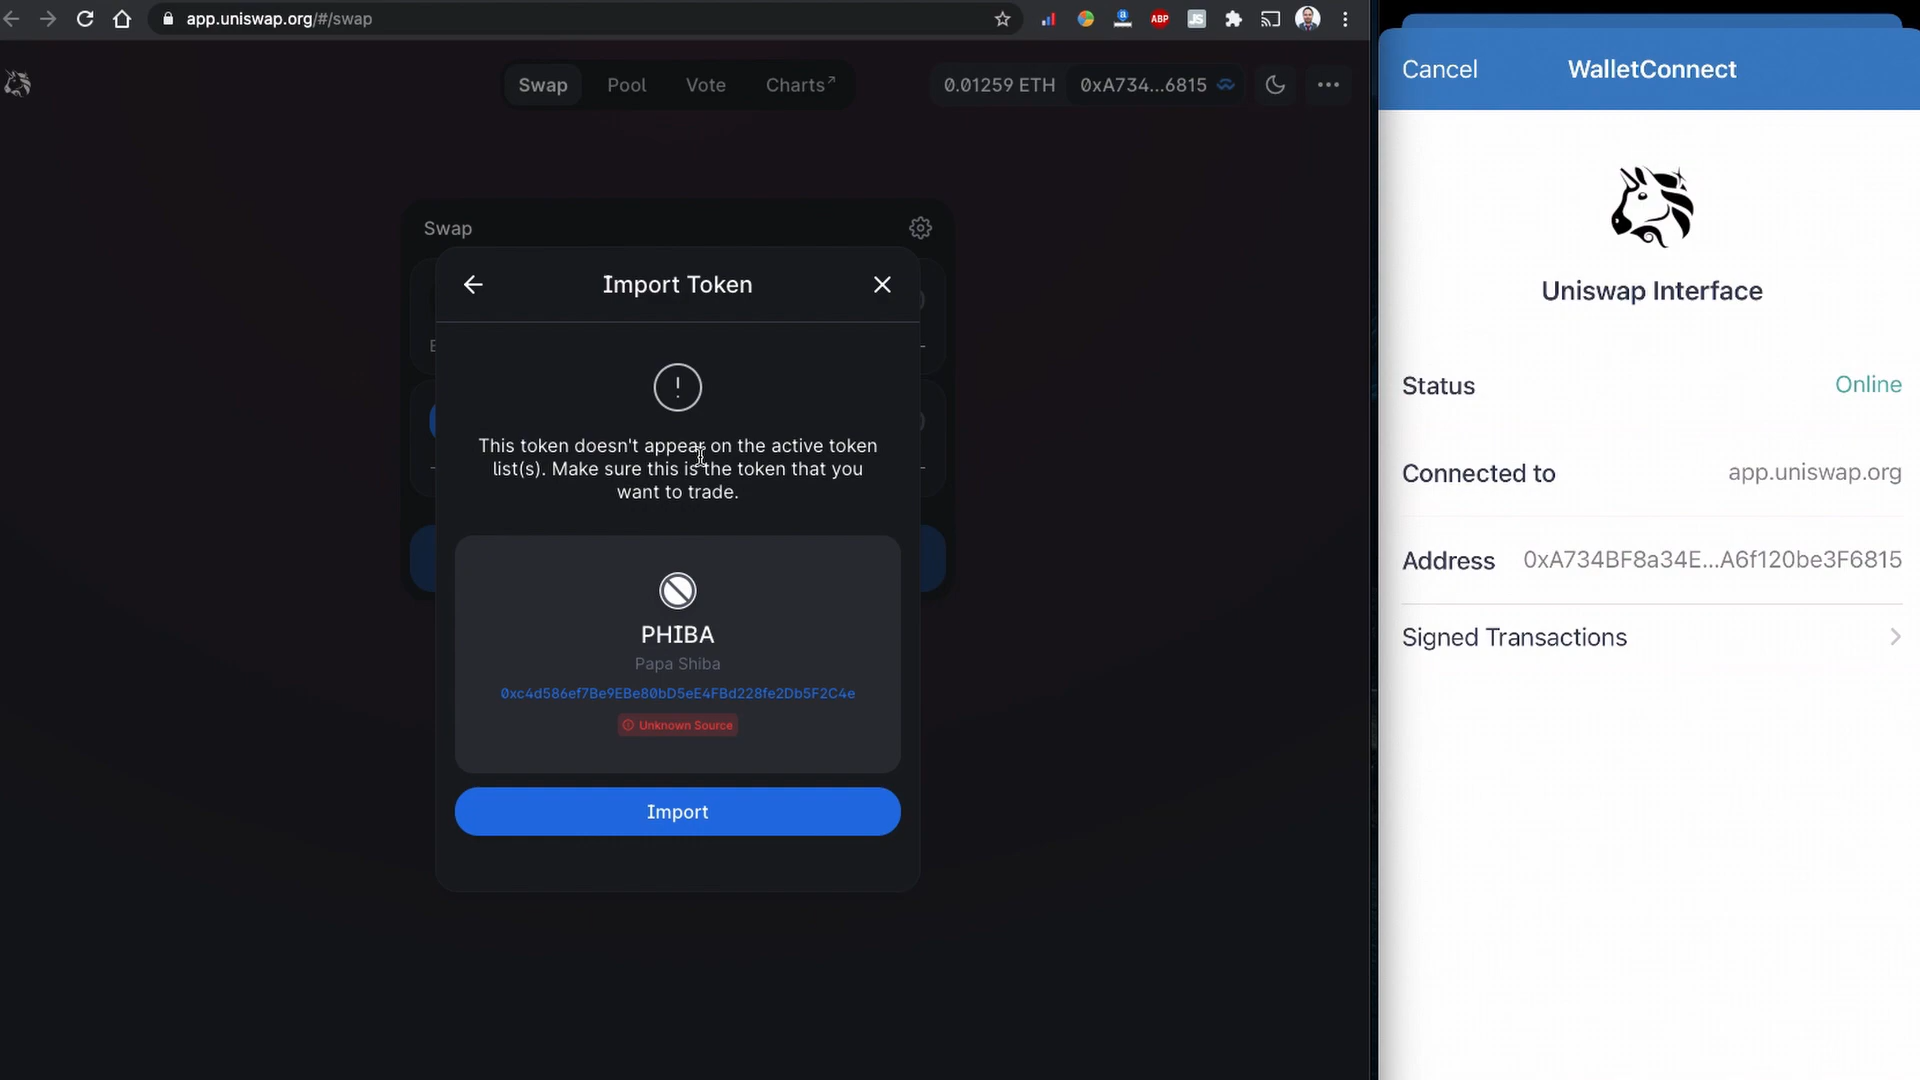 app.uniswap.org/#/swap
ABP
JS
Swap
Pool
Vote
Charts↗
0.01259 ETH
0xA734...6815
Swap
Import Token
This token doesn't appear on the active token
list(s). Make sure this is the token that you
want to trade.
PHIBA
Papa Shiba
0xc4d586ef7Be9EBe80bD5eE4FBd228fe2Db5F2C4e
Unknown Source
Import
Cancel
WalletConnect
Uniswap Interface
Status
Online
Connected to
app.uniswap.org
Address
0xA734BF8a34E...A6f120be3F6815
Signed Transactions